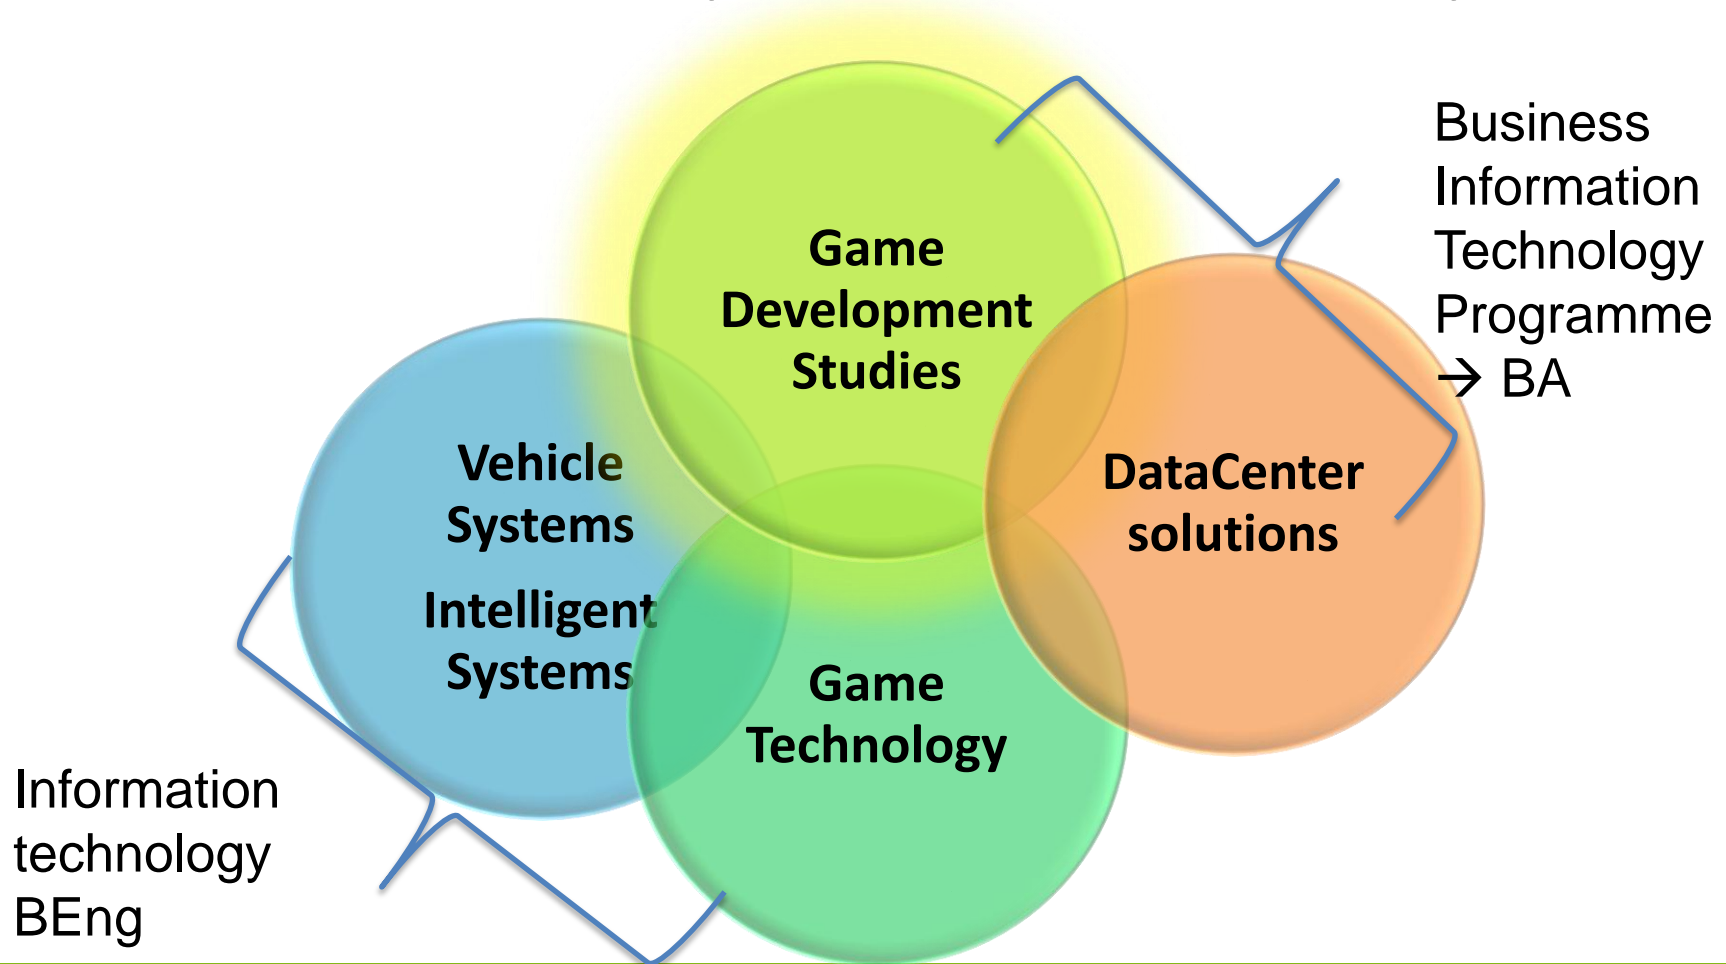 Game
Development
Studies
Business
Information
Technology
Programme
→ BA
DataCenter
solutions
Vehicle
Systems
Intelligent
Systems
Game
Technology
Information
technology
BEng